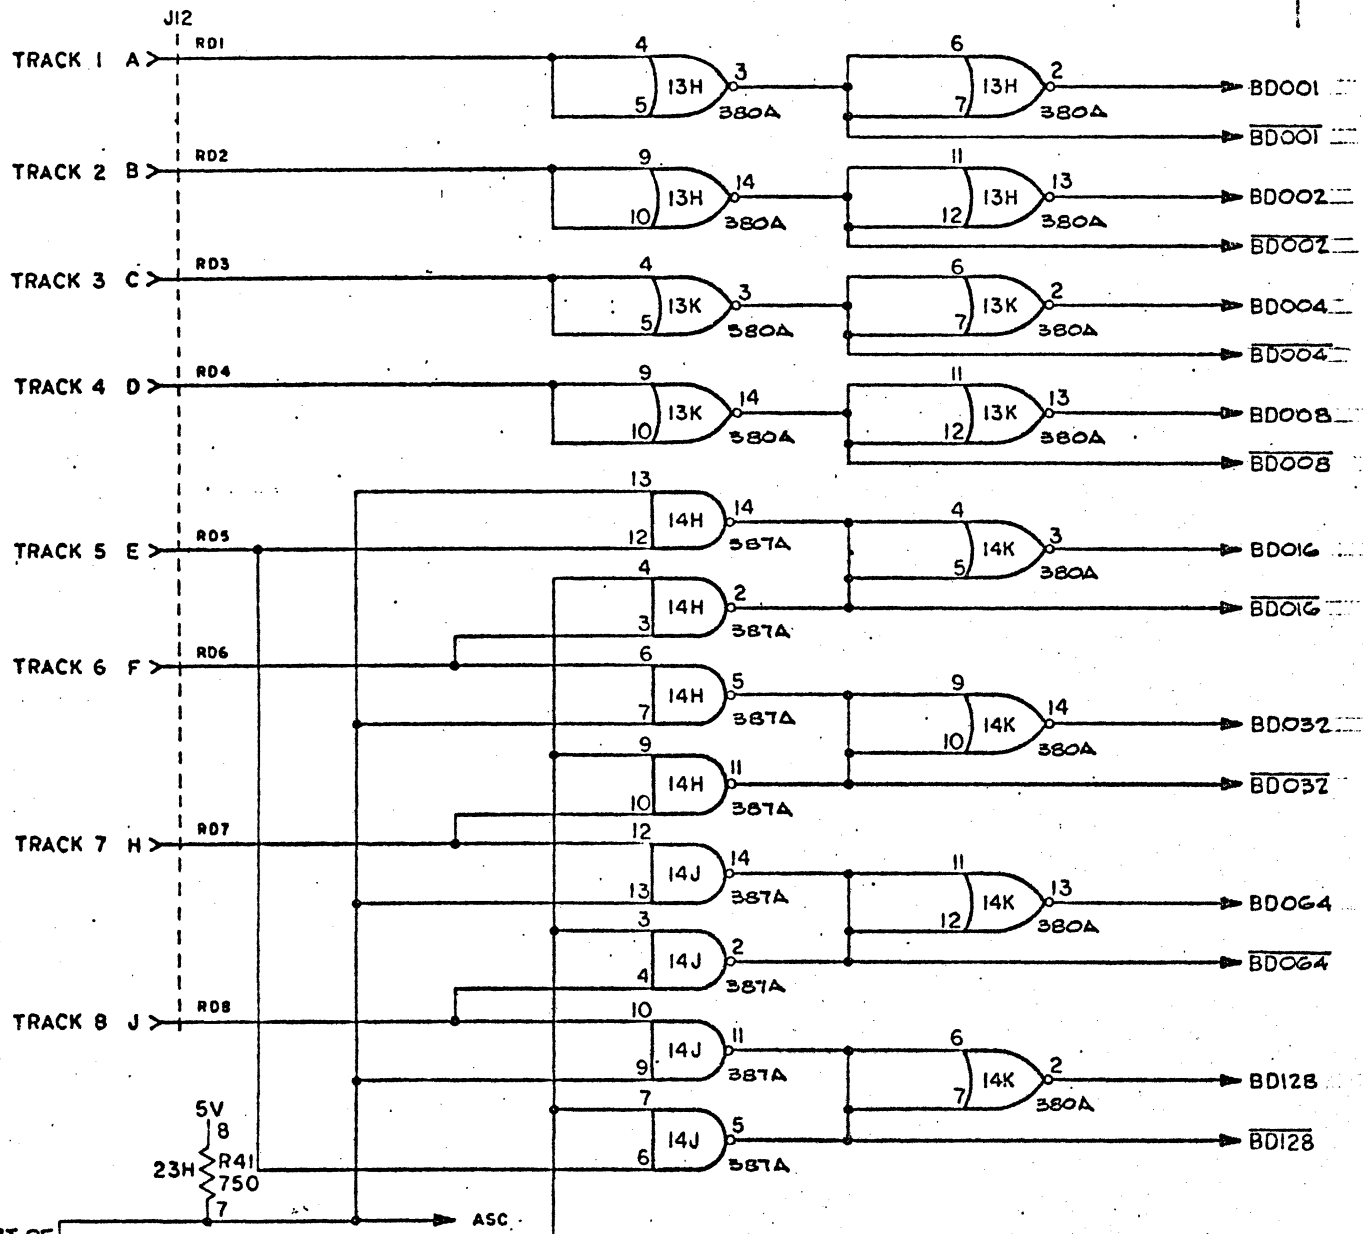 J12
TRACK 1 A RD1 4 5 13H 3 380A 6 7 13H 2 380A BD001
BD001
TRACK 2 B RD2 9 10 13H 14 380A 11 12 13H 13 380A BD002
BD002
TRACK 3 C RD3 4 5 13K 3 380A 6 7 13K 2 380A BD004
BD004
TRACK 4 D RD4 9 10 13K 14 380A 11 12 13K 13 380A BD008
BD008
13 12 14H 14 387A
TRACK 5 E RD5 4 5 14K 3 380A BD016
4 3 14H 2 387A BD016
TRACK 6 F RD6 6 7 14H 5 387A
9 10 14K 14 380A BD032
9 10 14H 11 387A BD032
TRACK 7 H RD7 12 13 14J 14 387A
11 12 14K 13 380A BD064
3 4 14J 2 387A BD064
TRACK 8 J RD8 10 9 14J 11 387A
6 7 14K 2 380A BD128
7 6 14J 5 387A BD128
5V
8
23H R41
750
7
ASC